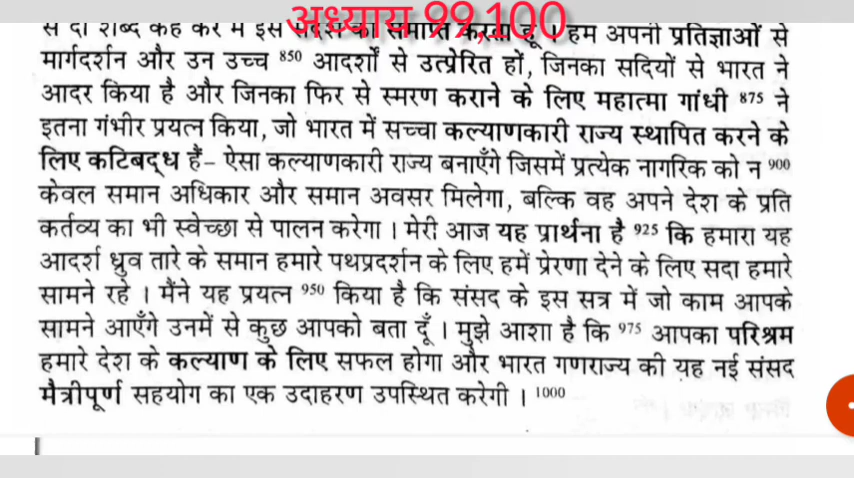 अध्याय 99,100
से दो शब्द कह कर मैं इस संदेश को समाप्त करता हूँ । हम अपनी प्रतिज्ञाओं से
मार्गदर्शन और उन उच्च 850 आदर्शों से उत्प्रेरित हों, जिनका सदियों से भारत ने
आदर किया है और जिनका फिर से स्मरण कराने के लिए महात्मा गांधी 875 ने
इतना गंभीर प्रयत्न किया, जो भारत में सच्चा कल्याणकारी राज्य स्थापित करने के
लिए कटिबद्ध हैं– ऐसा कल्याणकारी राज्य बनाएँगे जिसमें प्रत्येक नागरिक को न 900
केवल समान अधिकार और समान अवसर मिलेगा, बल्कि वह अपने देश के प्रति
कर्तव्य का भी स्वेच्छा से पालन करेगा । मेरी आज यह प्रार्थना है 925 कि हमारा यह
आदर्श ध्रुव तारे के समान हमारे पथप्रदर्शन के लिए हमें प्रेरणा देने के लिए सदा हमारे
सामने रहे । मैंने यह प्रयत्न 950 किया है कि संसद के इस सत्र में जो काम आपके
सामने आएँगे उनमें से कुछ आपको बता दूँ । मुझे आशा है कि 975 आपका परिश्रम
हमारे देश के कल्याण के लिए सफल होगा और भारत गणराज्य की यह नई संसद
मैत्रीपूर्ण सहयोग का एक उदाहरण उपस्थित करेगी । 1000